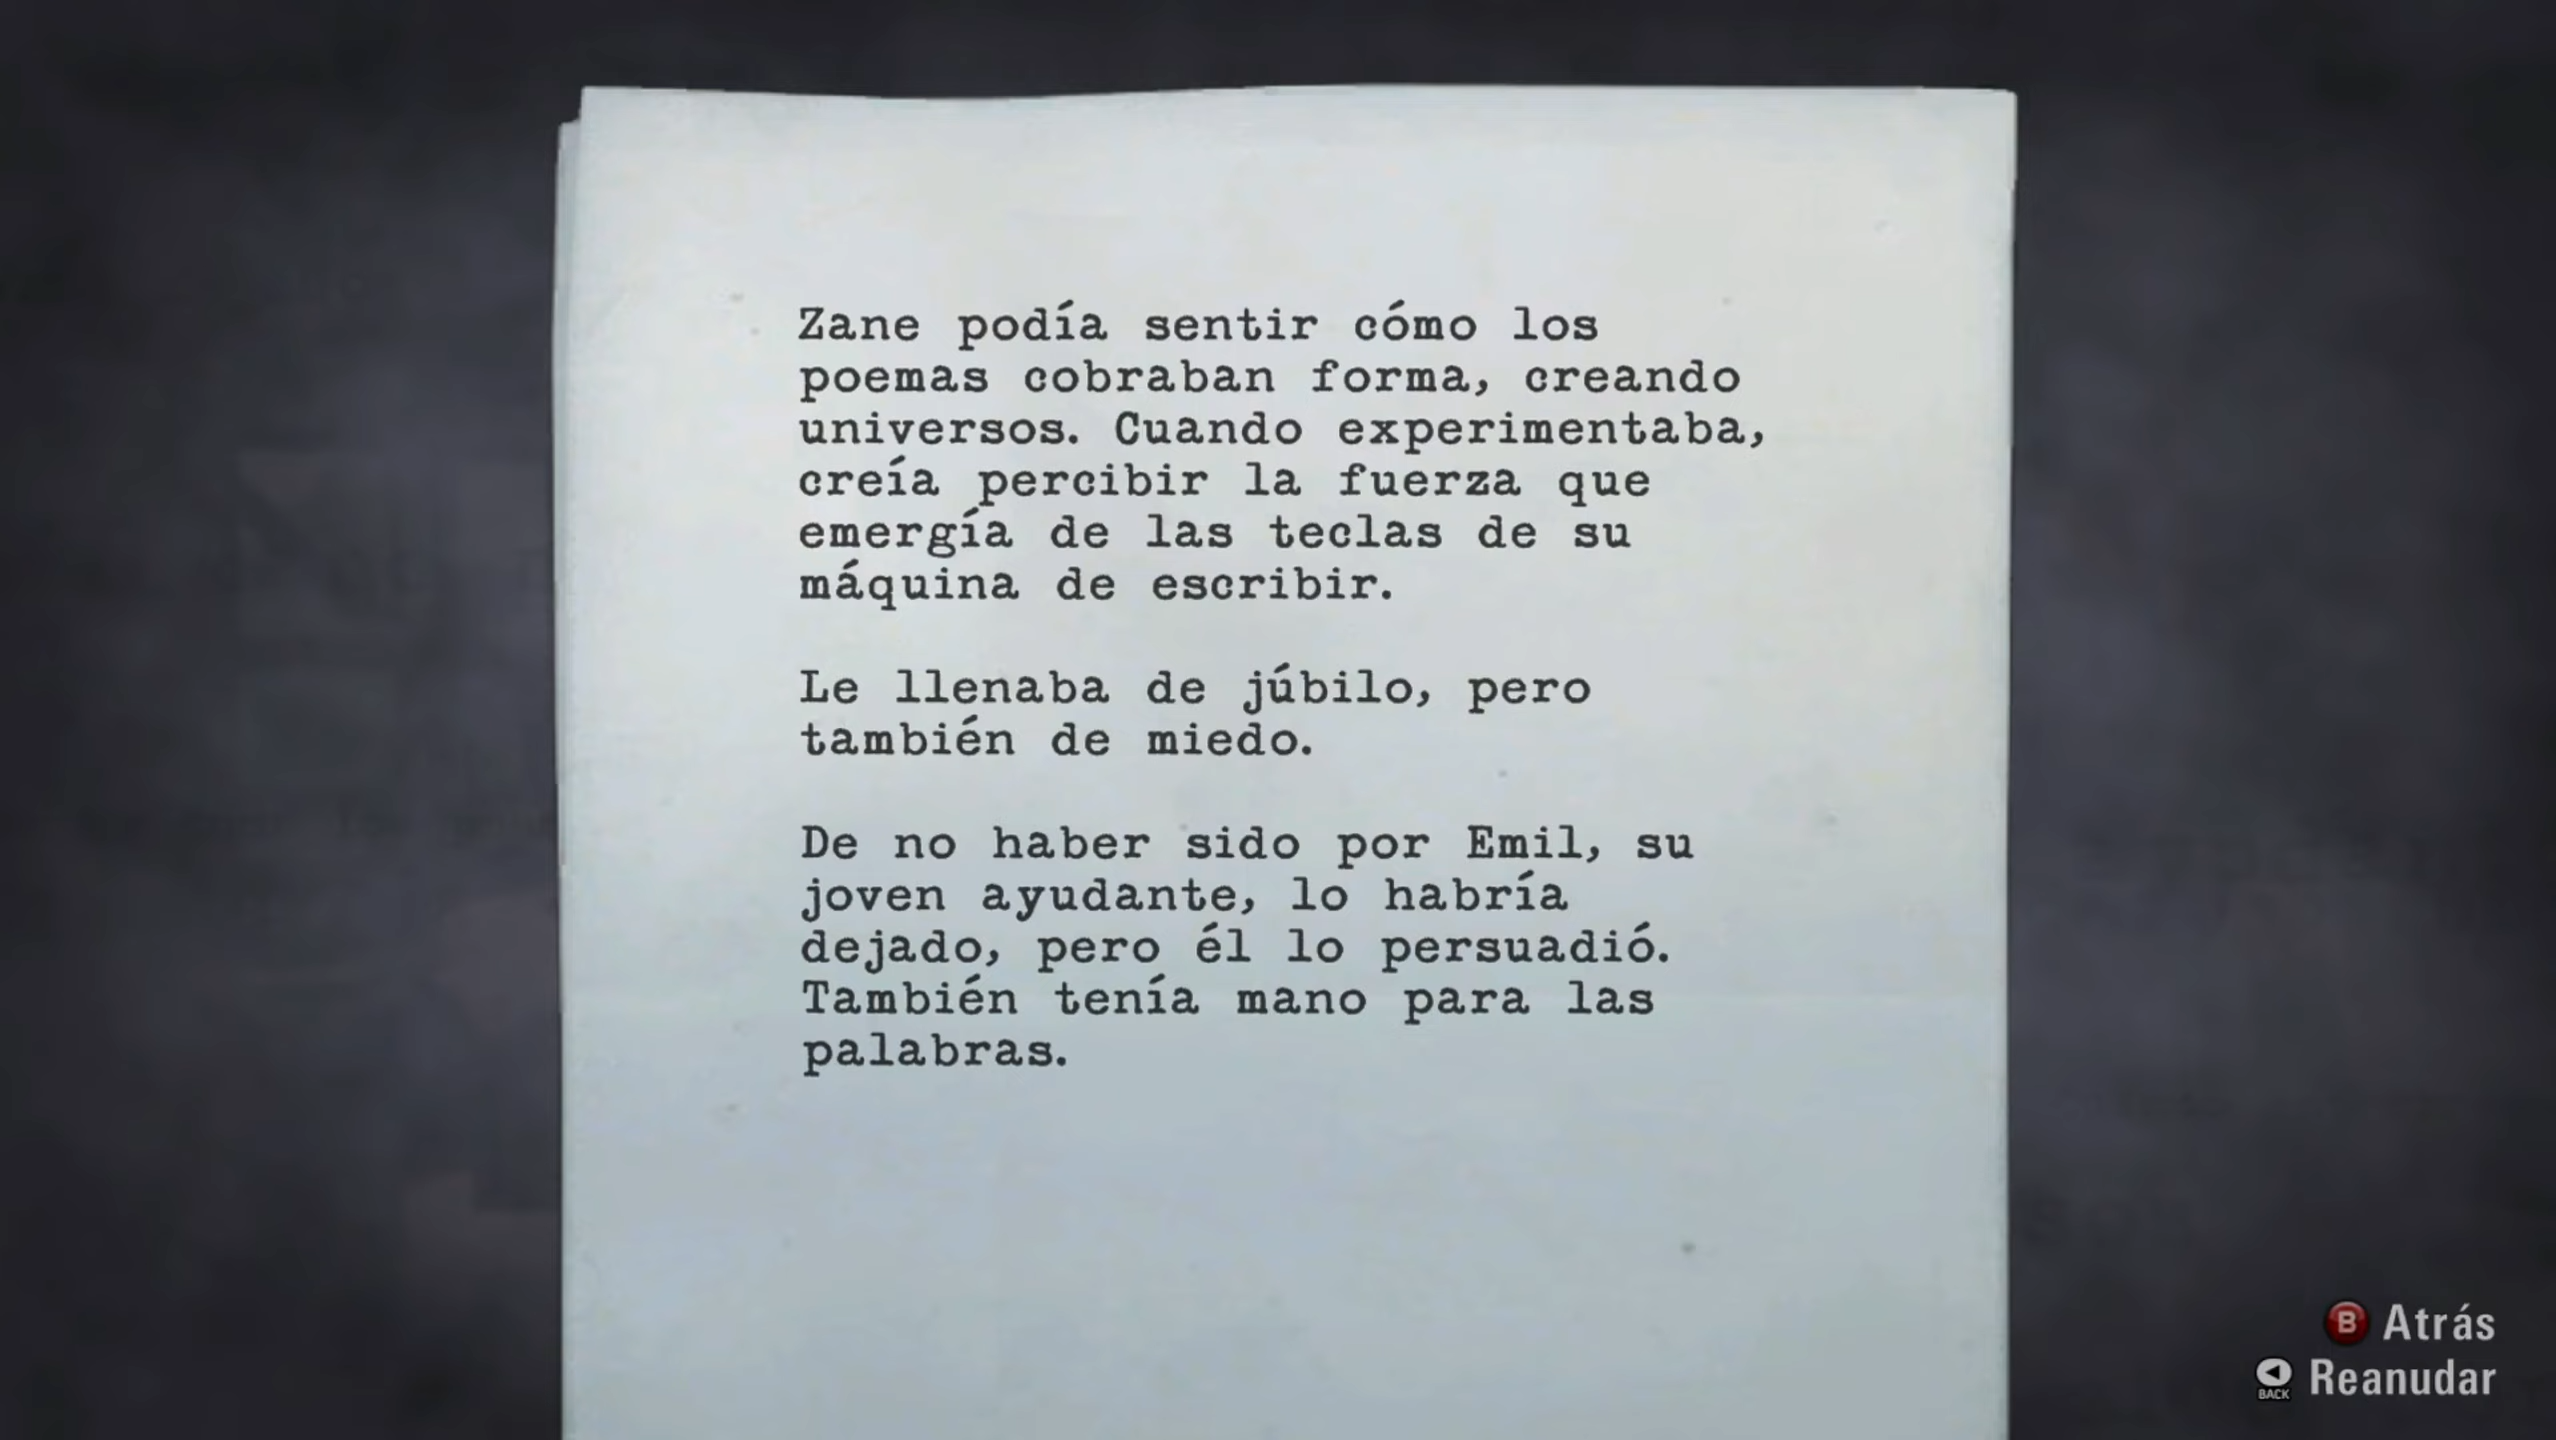 Zane podía sentir cómo los
poemas cobraban forma, creando
universos. Cuando experimentaba,
creía percibir la fuerza que
emergía de las teclas de su
máquina de escribir.
Le llenaba de júbilo, pero
también de miedo.
De no haber sido por Emil, su
joven ayudante, lo habría
dejado, pero él lo persuadió.
También tenía mano para las
palabras.
B Atrás
BACK Reanudar